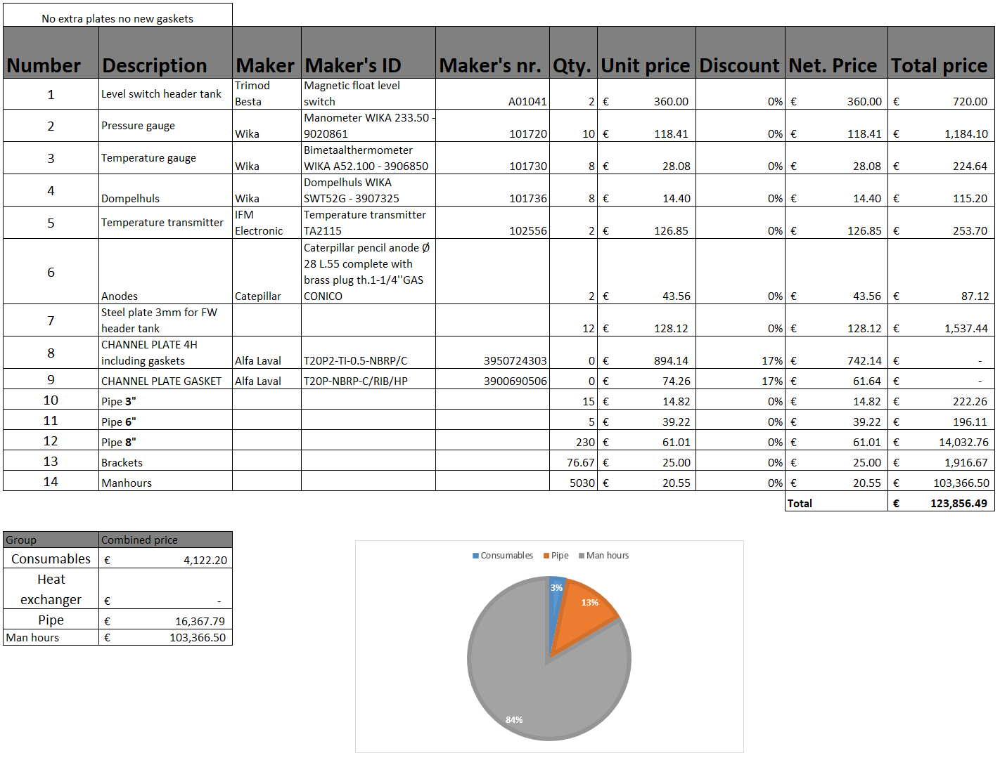 No extra plates no new gaskets
Number Description Maker Maker's ID Maker's nr. Qty. Unit price Discount Net. Price Total price
1 Level switch header tank Trimod Besta Magnetic float level switch A01041 2 € 360.00 0% € 360.00 € 720.00
2 Pressure gauge Wika Manometer WIKA 233.50 - 9020861 101720 10 € 118.41 0% € 118.41 € 1,184.10
3 Temperature gauge Wika Bimetaalthermometer WIKA A52.100 - 3906850 101730 8 € 28.08 0% € 28.08 € 224.64
4 Dompelhuls Wika Dompelhuls WIKA SWT52G - 3907325 101736 8 € 14.40 0% € 14.40 € 115.20
5 Temperature transmitter IFM Electronic Temperature transmitter TA2115 102556 2 € 126.85 0% € 126.85 € 253.70
6 Anodes Catepillar Caterpillar pencil anode Ø 28 L.55 complete with brass plug th.1-1/4''GAS CONICO 2 € 43.56 0% € 43.56 € 87.12
7 Steel plate 3mm for FW header tank 12 € 128.12 0% € 128.12 € 1,537.44
8 CHANNEL PLATE 4H including gaskets Alfa Laval T20P2-TI-0.5-NBRP/C 3950724303 0 € 894.14 17% € 742.14 € -
9 CHANNEL PLATE GASKET Alfa Laval T20P-NBRP-C/RIB/HP 3900690506 0 € 74.26 17% € 61.64 € -
10 Pipe 3" 15 € 14.82 0% € 14.82 € 222.26
11 Pipe 6" 5 € 39.22 0% € 39.22 € 196.11
12 Pipe 8" 230 € 61.01 0% € 61.01 € 14,032.76
13 Brackets 76.67 € 25.00 0% € 25.00 € 1,916.67
14 Manhours 5030 € 20.55 0% € 20.55 € 103,366.50
Total € 123,856.49
Group Combined price
Consumables € 4,122.20
Heat exchanger € -
Pipe € 16,367.79
Man hours € 103,366.50
Consumables Pipe Man hours
3%
13%
84%